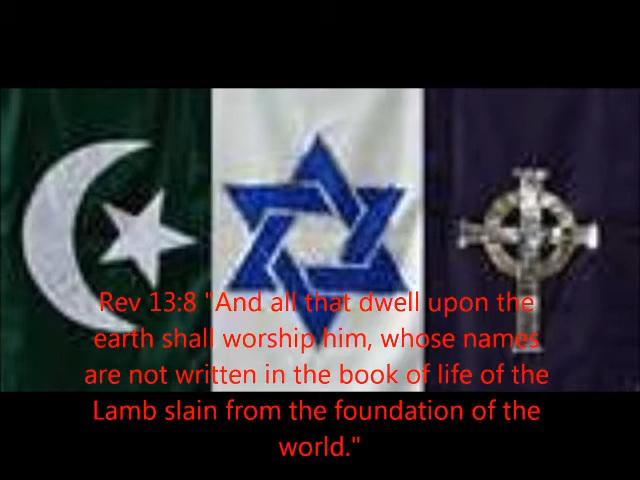 Rev 13:8 "And all that dwell upon the
earth shall worship him, whose names
are not written in the book of life of the
Lamb slain from the foundation of the
world."